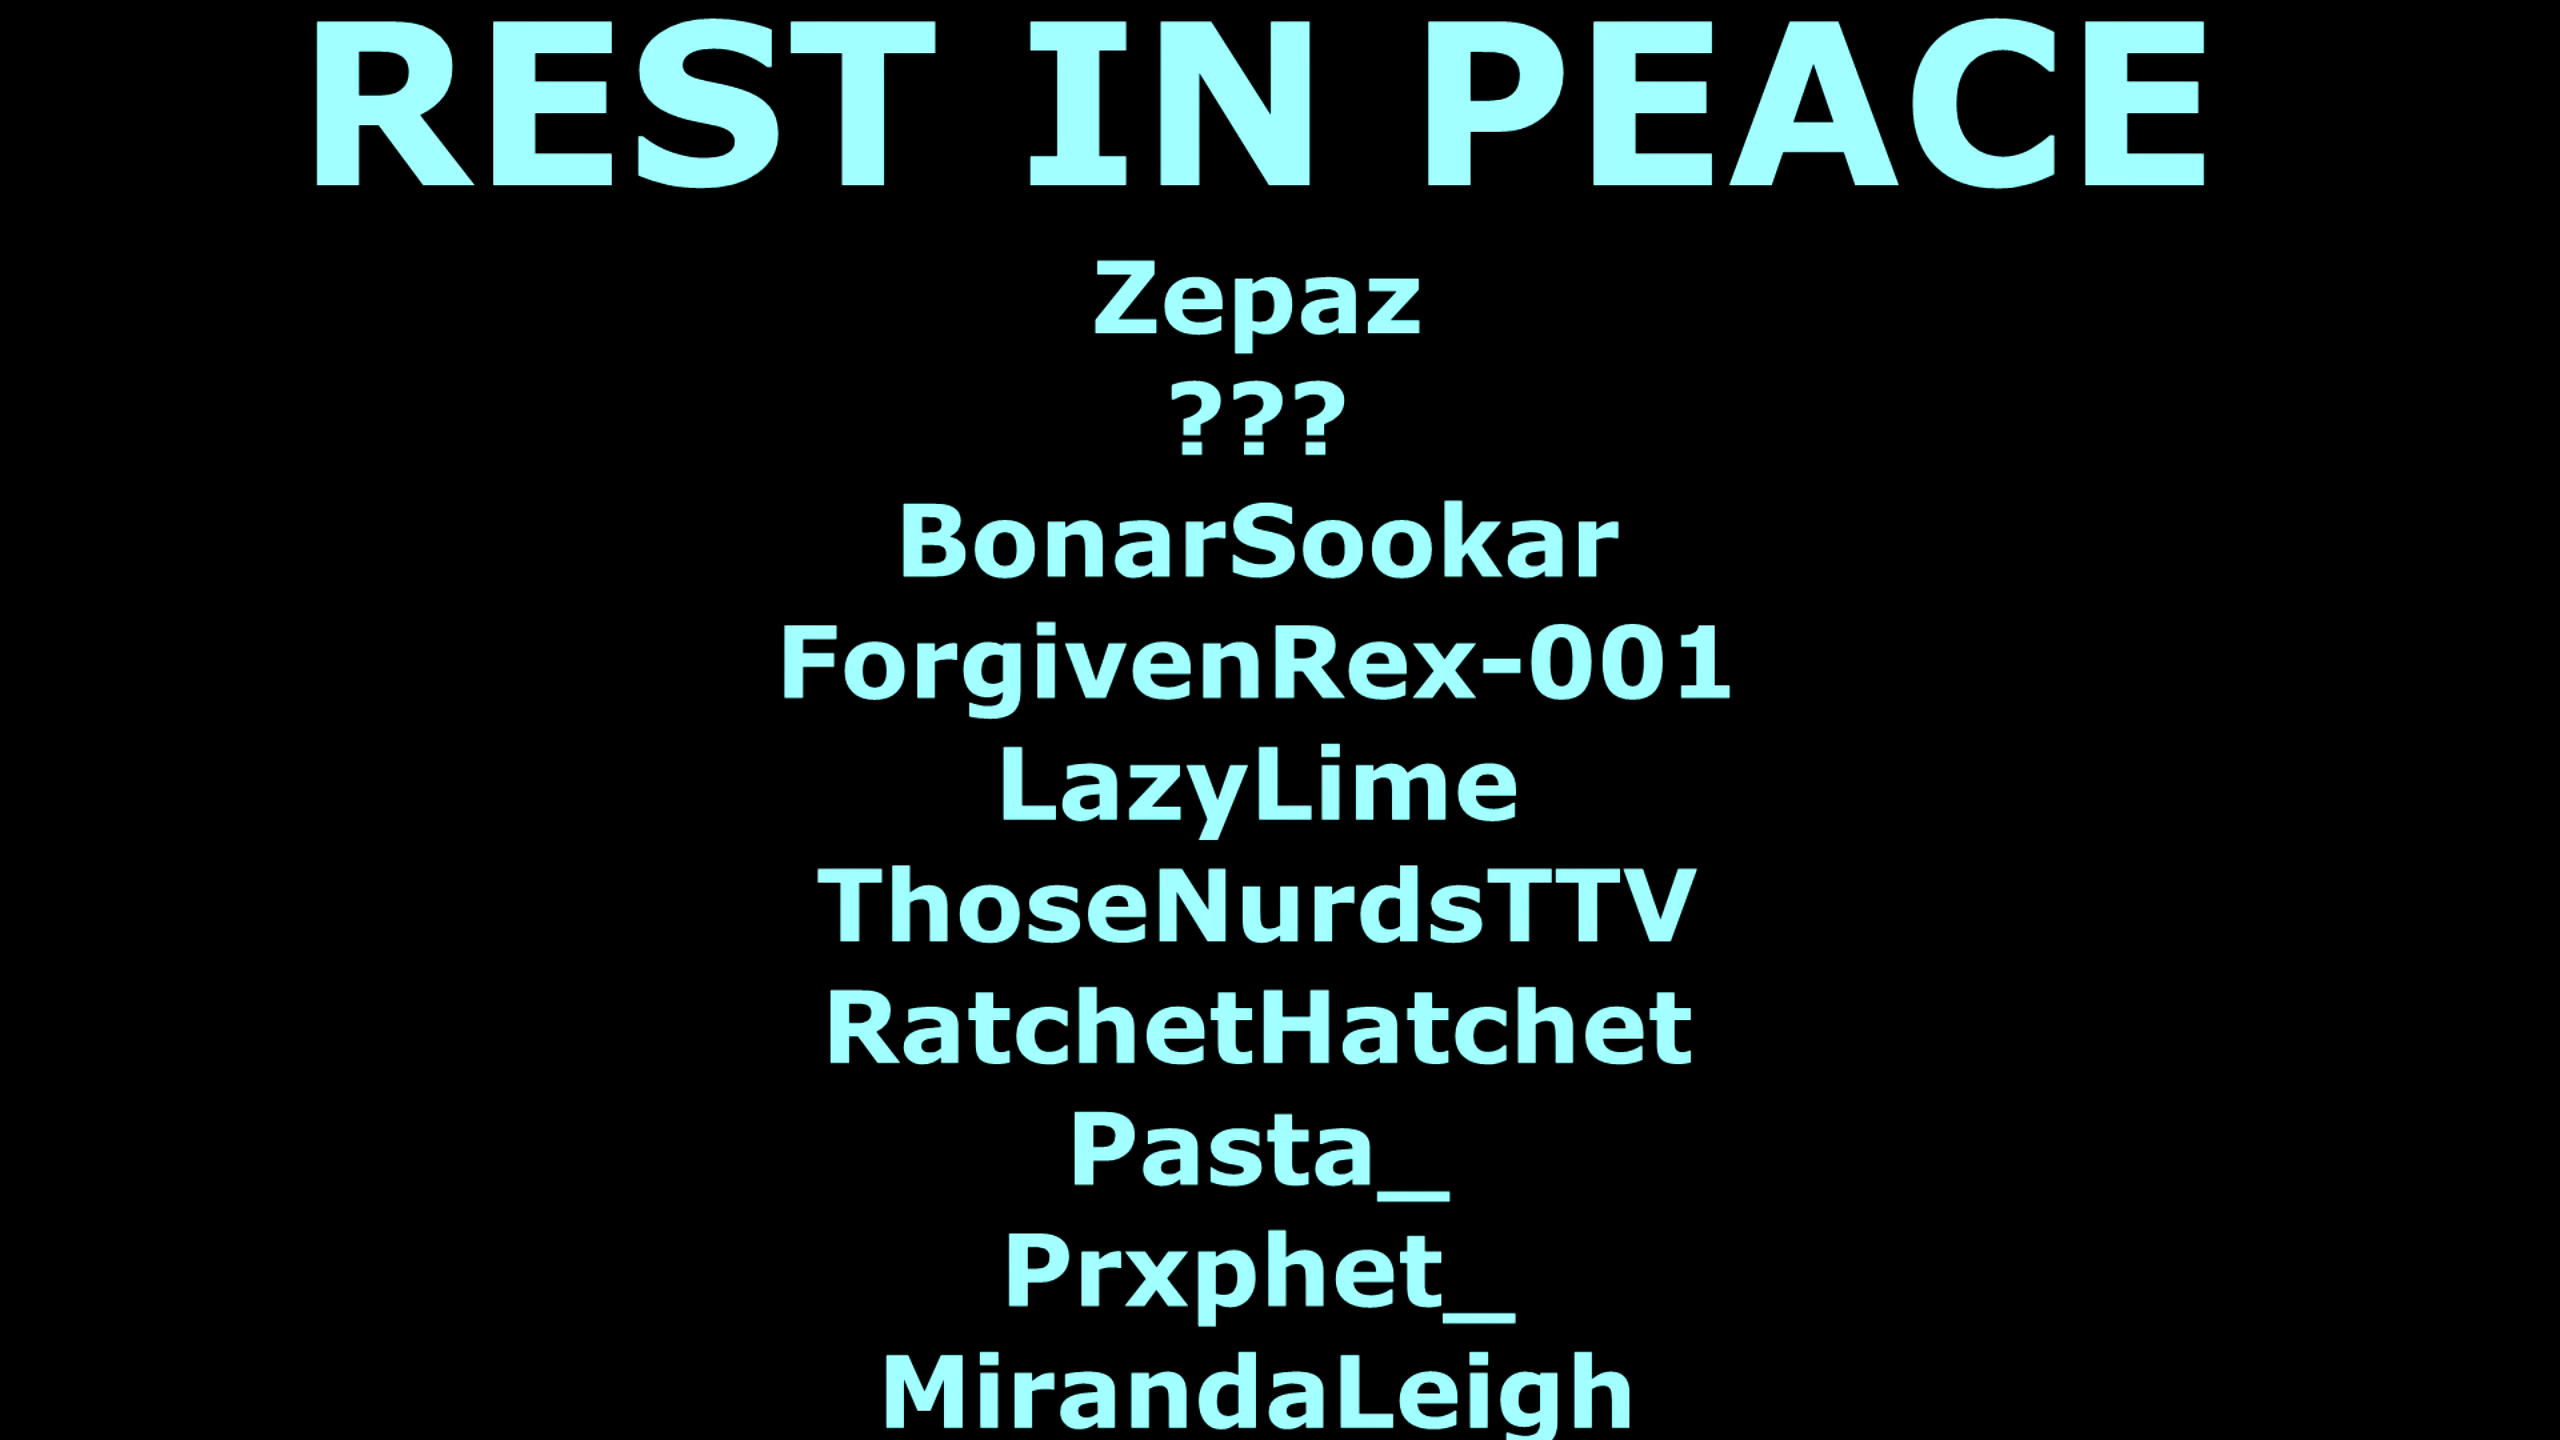 REST IN PEACE
Zepaz
???
BonarSookar
ForgivenRex-001
LazyLime
ThoseNurdsTTV
RatchetHatchet
Pasta_
Prxphet_
MirandaLeigh